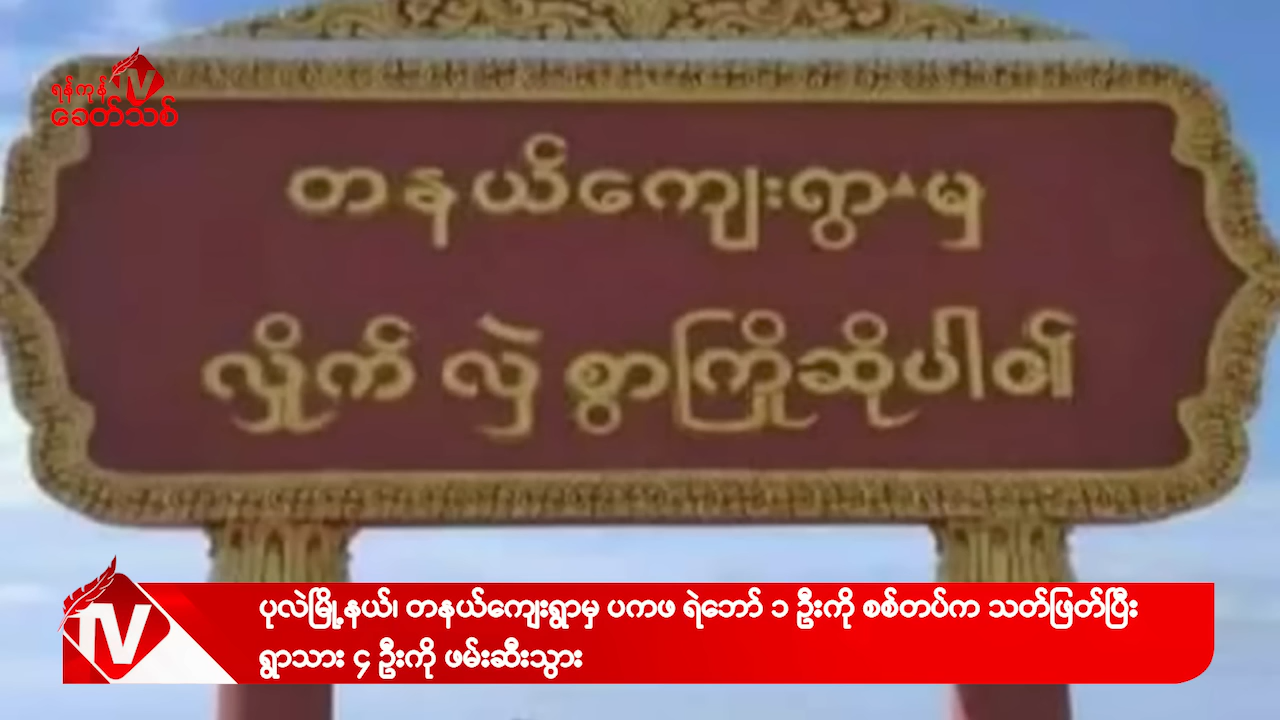 ရန်ကုန်
TV
ခေတ်သစ်
တနယ်ကျေးရွာ မှ
လှိုက် လှဲ စွာကြိုဆိုပါ၏
TV
ပုလဲမြို့နယ်၊ တနယ်ကျေးရွာမှ ပကဖ ရဲဘော် ၁ ဦးကို စစ်တပ်က သတ်ဖြတ်ပြီး
ရွာသား ၄ ဦးကို ဖမ်းဆီးသွား